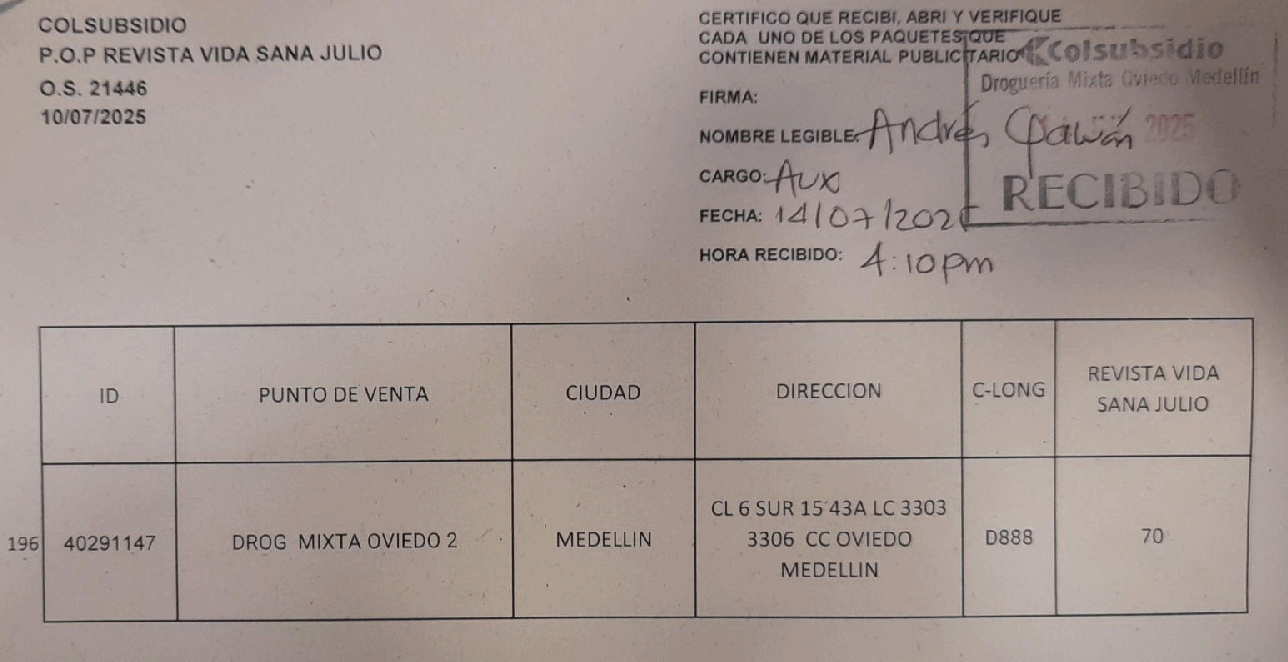 COLSUBSIDIO
P.O.P REVISTA VIDA SANA JULIO
O.S. 21446
10/07/2025
CERTIFICO QUE RECIBI, ABRI Y VERIFIQUE
CADA UNO DE LOS PAQUETES QUE
CONTIENEN MATERIAL PUBLICITARIO
FIRMA:
NOMBRE LEGIBLE: Andrés
CARGO: Aux
FECHA: 14/07/202
HORA RECIBIDO: 4:10pm
Colsubsidio
Droguería Mixta Oviedo Medellín
2025
RECIBIDO
ID PUNTO DE VENTA CIUDAD DIRECCION C-LONG REVISTA VIDA
SANA JULIO
196 40291147 DROG MIXTA OVIEDO 2 MEDELLIN CL 6 SUR 15 43A LC 3303
3306 CC OVIEDO
MEDELLIN D888 70